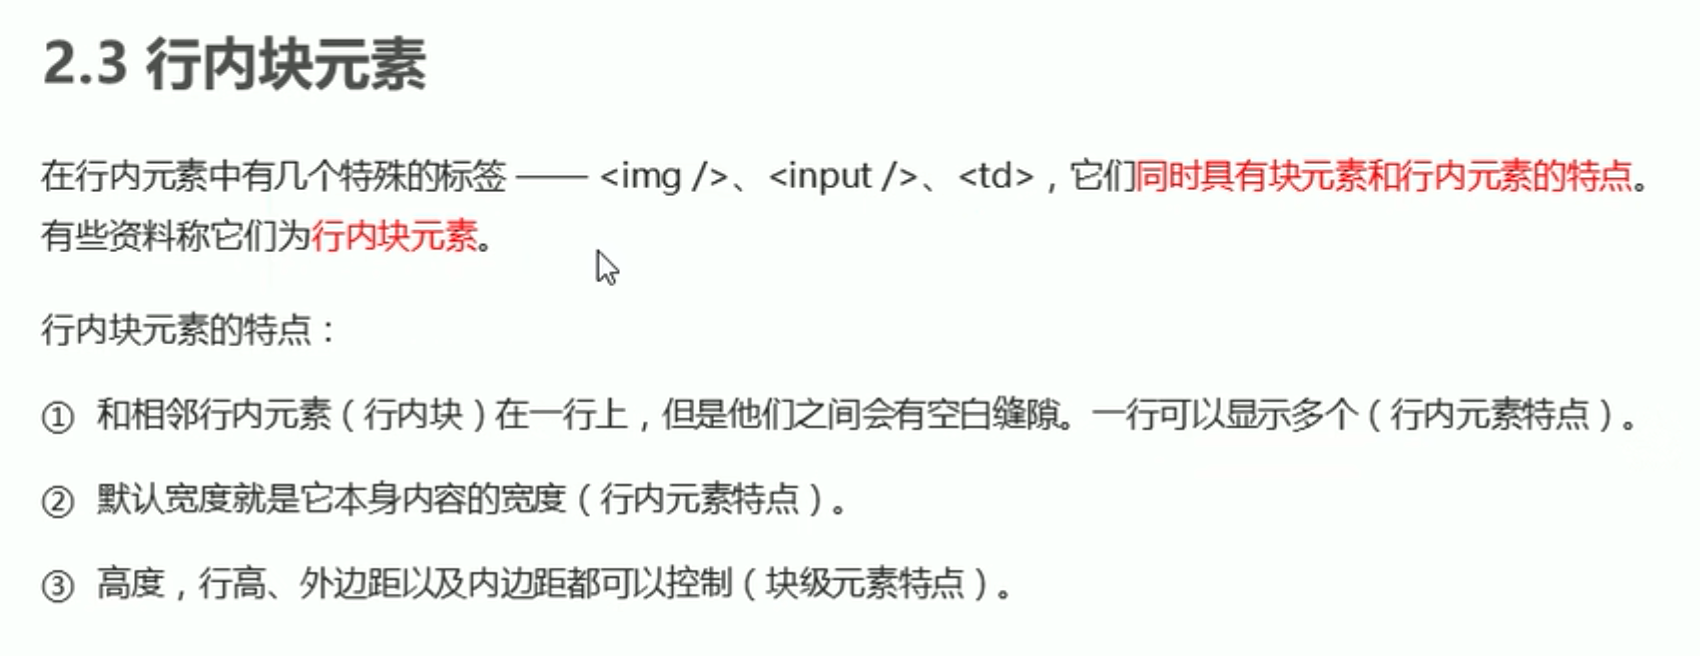 2.3 行内块元素
在行内元素中有几个特殊的标签 —— <img />、<input />、<td>，它们同时具有块元素和行内元素的特点。
有些资料称它们为行内块元素。
行内块元素的特点：
① 和相邻行内元素（行内块）在一行上，但是他们之间会有空白缝隙。一行可以显示多个（行内元素特点）。
② 默认宽度就是它本身内容的宽度（行内元素特点）。
③ 高度，行高、外边距以及内边距都可以控制（块级元素特点）。